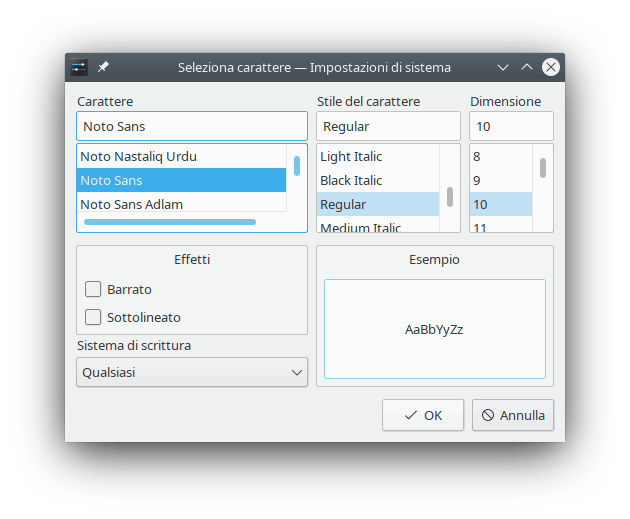 Seleziona carattere — Impostazioni di sistema
Carattere
Stile del carattere
Dimensione
Noto Sans
Regular
10
Noto Nastaliq Urdu
Noto Sans
Noto Sans Adlam
Light Italic
Black Italic
Regular
Medium Italic
8
9
10
11
Effetti
Barrato
Sottolineato
Sistema di scrittura
Qualsiasi
Esempio
AaBbYyZz
OK
Annulla